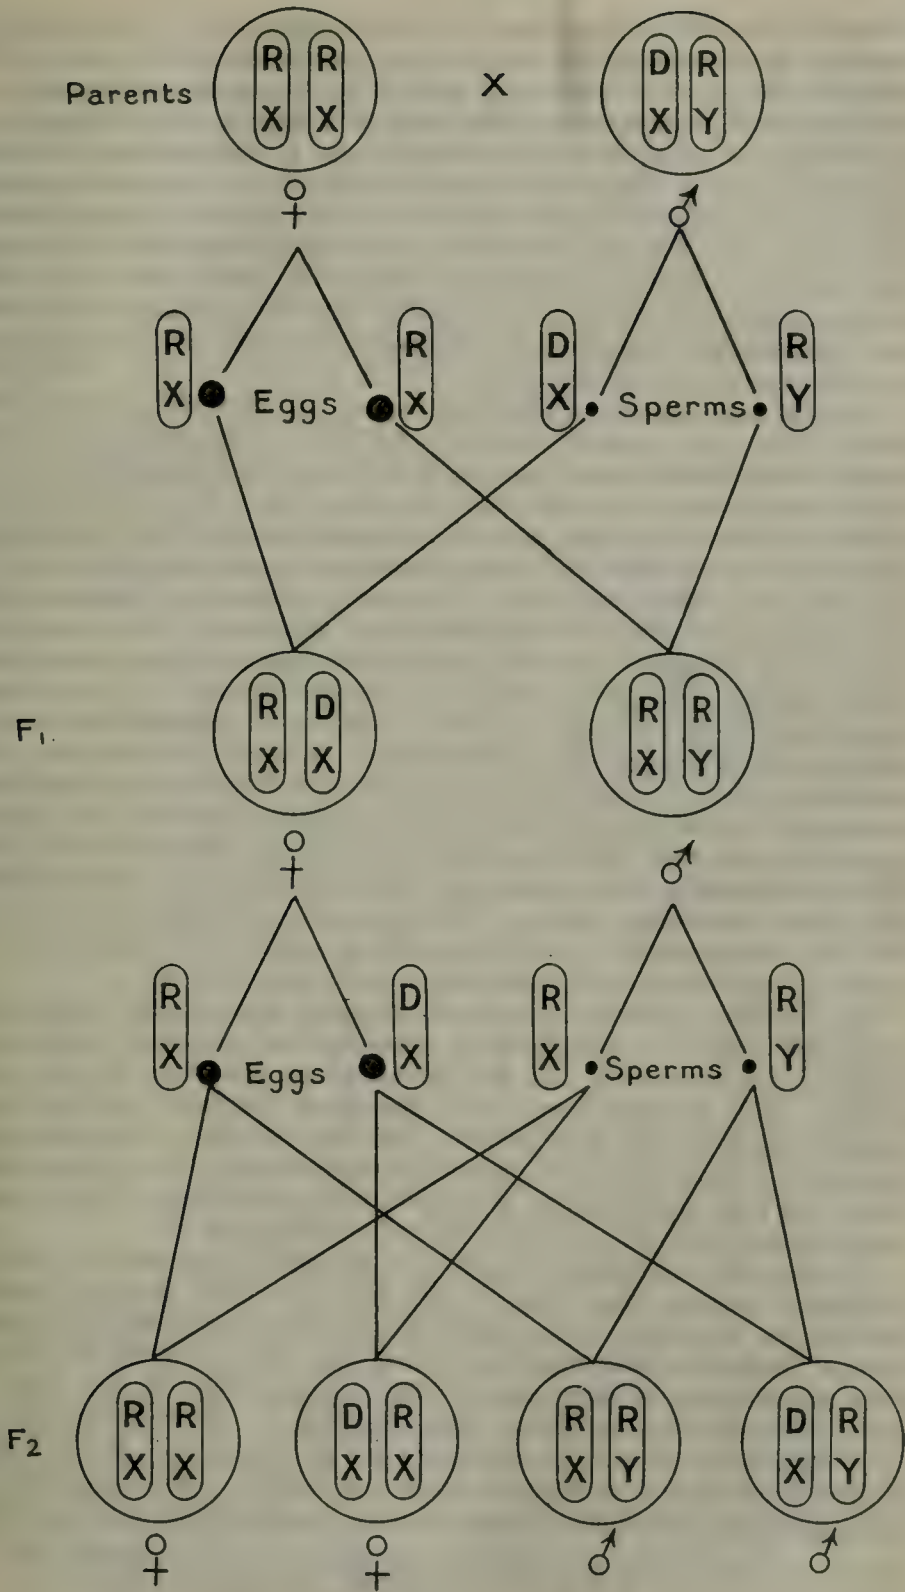 R R D R
Parents X
X X X Y
♀ ♂
R R D R
X Eggs X X Sperms Y
R D R R
F₁.
X X X Y
♀ ♂
R D R R
X Eggs X X Sperms Y
R R D R R R D R
F₂
X X X X X Y X Y
♀ ♀ ♂ ♂